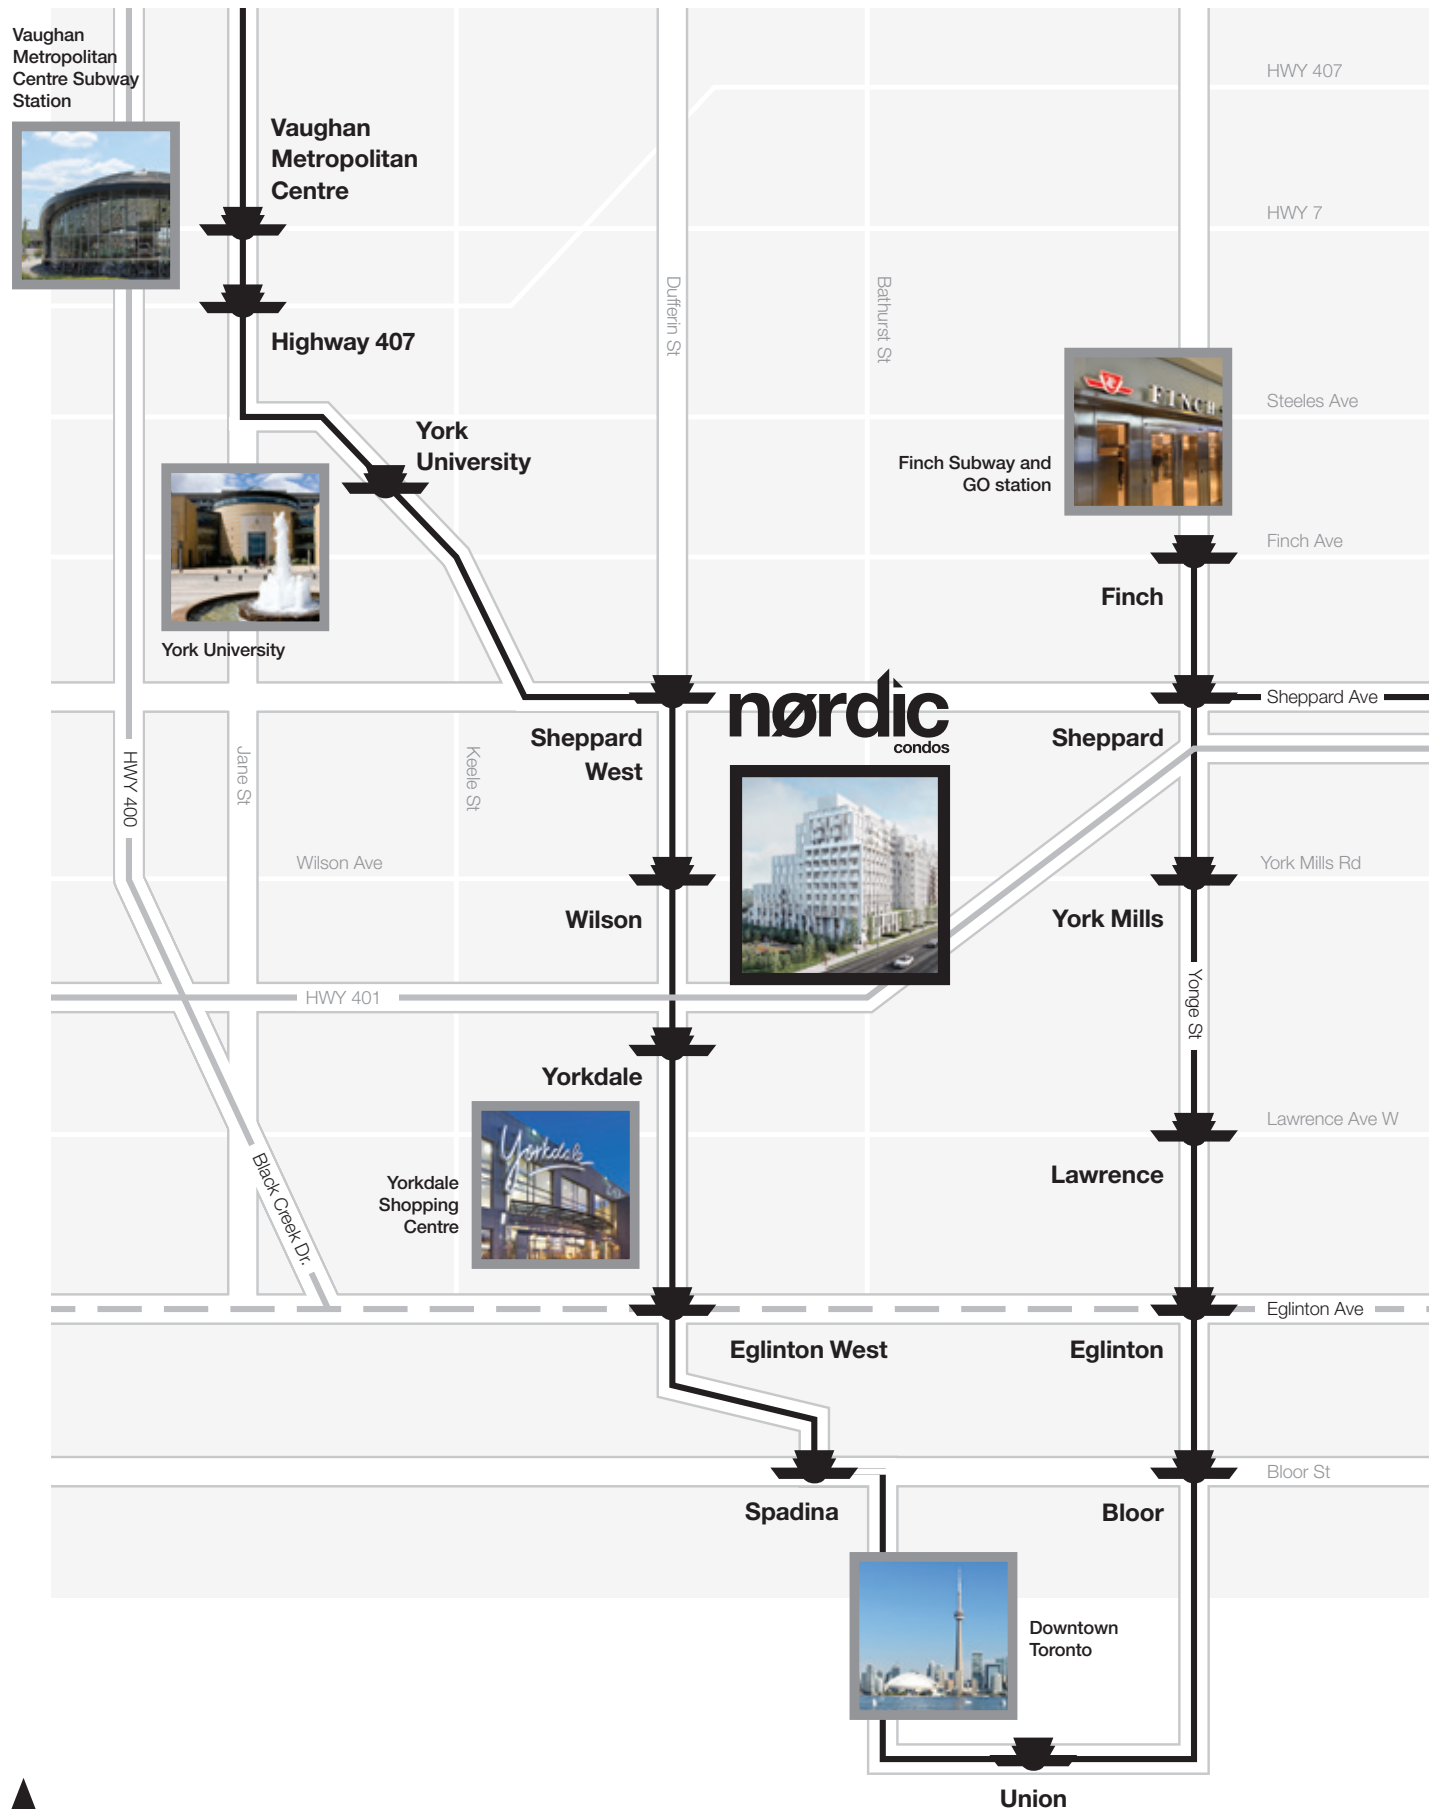 Vaughan
Metropolitan
Centre Subway
Station
HWY 407
Vaughan
Metropolitan
Centre
HWY 7
Dufferin St
Bathurst St
Highway 407
FINCH
Steeles Ave
York
University
Finch Subway and
GO station
Finch Ave
Finch
York University
nørdic
condos
Sheppard Ave
Sheppard
West
Sheppard
HWY 400
Jane St
Keele St
Wilson Ave
York Mills Rd
Wilson
York Mills
HWY 401
Yonge St
Yorkdale
Lawrence Ave W
Yorkdale
Black Creek Dr.
Yorkdale
Shopping
Centre
Lawrence
Eglinton Ave
Eglinton West
Eglinton
Bloor St
Spadina
Bloor
Downtown
Toronto
Union